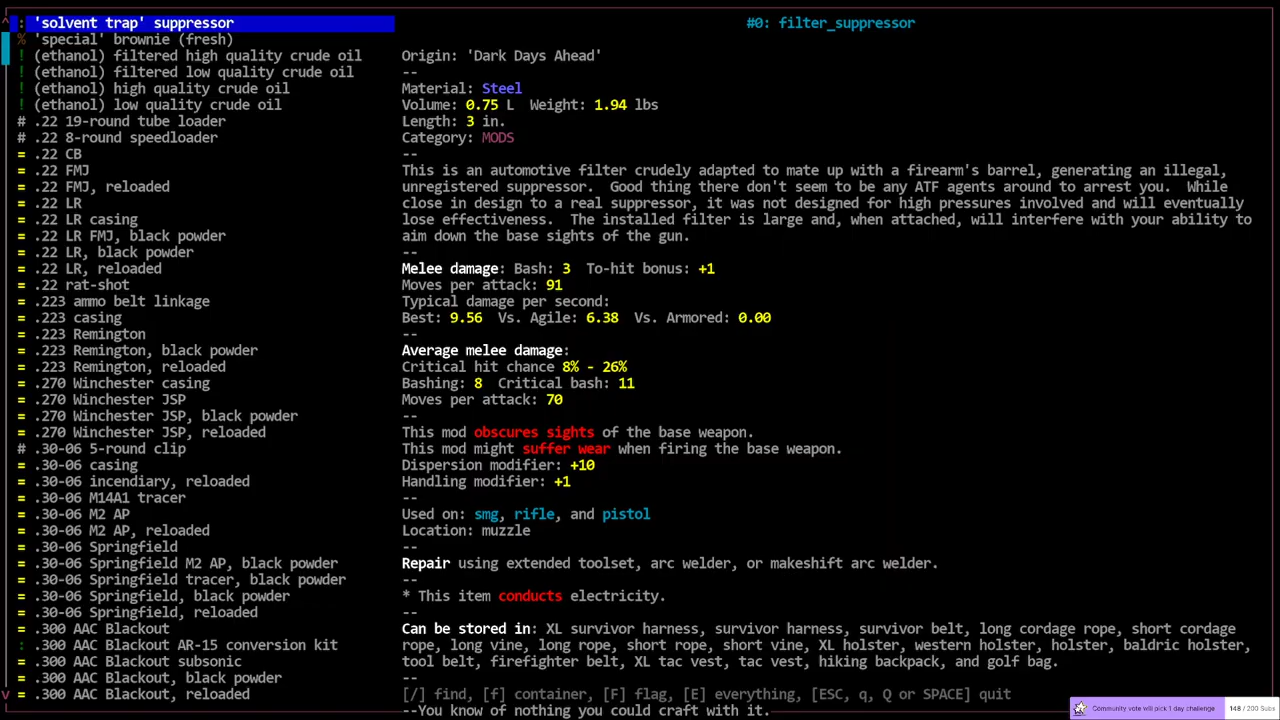 : 'solvent trap' suppressor
#0: filter_suppressor
% 'special' brownie (fresh)
! (ethanol) filtered high quality crude oil
! (ethanol) filtered low quality crude oil
! (ethanol) high quality crude oil
! (ethanol) low quality crude oil
# .22 19-round tube loader
# .22 8-round speedloader
= .22 CB
= .22 FMJ
= .22 FMJ, reloaded
= .22 LR
= .22 LR casing
= .22 LR FMJ, black powder
= .22 LR, black powder
= .22 LR, reloaded
= .22 rat-shot
= .223 ammo belt linkage
= .223 casing
= .223 Remington
= .223 Remington, black powder
= .223 Remington, reloaded
= .270 Winchester casing
= .270 Winchester JSP
= .270 Winchester JSP, black powder
= .270 Winchester JSP, reloaded
# .30-06 5-round clip
= .30-06 casing
= .30-06 incendiary, reloaded
= .30-06 M14A1 tracer
= .30-06 M2 AP
= .30-06 M2 AP, reloaded
= .30-06 Springfield
= .30-06 Springfield M2 AP, black powder
= .30-06 Springfield tracer, black powder
= .30-06 Springfield, black powder
= .30-06 Springfield, reloaded
= .300 AAC Blackout
: .300 AAC Blackout AR-15 conversion kit
= .300 AAC Blackout subsonic
= .300 AAC Blackout, black powder
v = .300 AAC Blackout, reloaded
Origin: 'Dark Days Ahead'
--
Material: Steel
Volume: 0.75 L  Weight: 1.94 lbs
Length: 3 in.
Category: MODS
--
This is an automotive filter crudely adapted to mate up with a firearm's barrel, generating an illegal,
unregistered suppressor.  Good thing there don't seem to be any ATF agents around to arrest you.  While
close in design to a real suppressor, it was not designed for high pressures involved and will eventually
lose effectiveness.  The installed filter is large and, when attached, will interfere with your ability to
aim down the base sights of the gun.
--
Melee damage: Bash: 3  To-hit bonus: +1
Moves per attack: 91
Typical damage per second:
Best: 9.56  Vs. Agile: 6.38  Vs. Armored: 0.00
--
Average melee damage:
Critical hit chance 8% - 26%
Bashing: 8  Critical bash: 11
Moves per attack: 70
--
This mod obscures sights of the base weapon.
This mod might suffer wear when firing the base weapon.
Dispersion modifier: +10
Handling modifier: +1
--
Used on: smg, rifle, and pistol
Location: muzzle
--
Repair using extended toolset, arc welder, or makeshift arc welder.
--
* This item conducts electricity.
--
Can be stored in: XL survivor harness, survivor harness, survivor belt, long cordage rope, short cordage
rope, long vine, long rope, short rope, short vine, XL holster, western holster, holster, baldric holster,
tool belt, firefighter belt, XL tac vest, tac vest, hiking backpack, and golf bag.
--
[/] find, [f] container, [F] flag, [E] everything, [ESC, q, Q or SPACE] quit
--You know of nothing you could craft with it.
Community vote will pick 1 day challenge
148 / 200 Subs